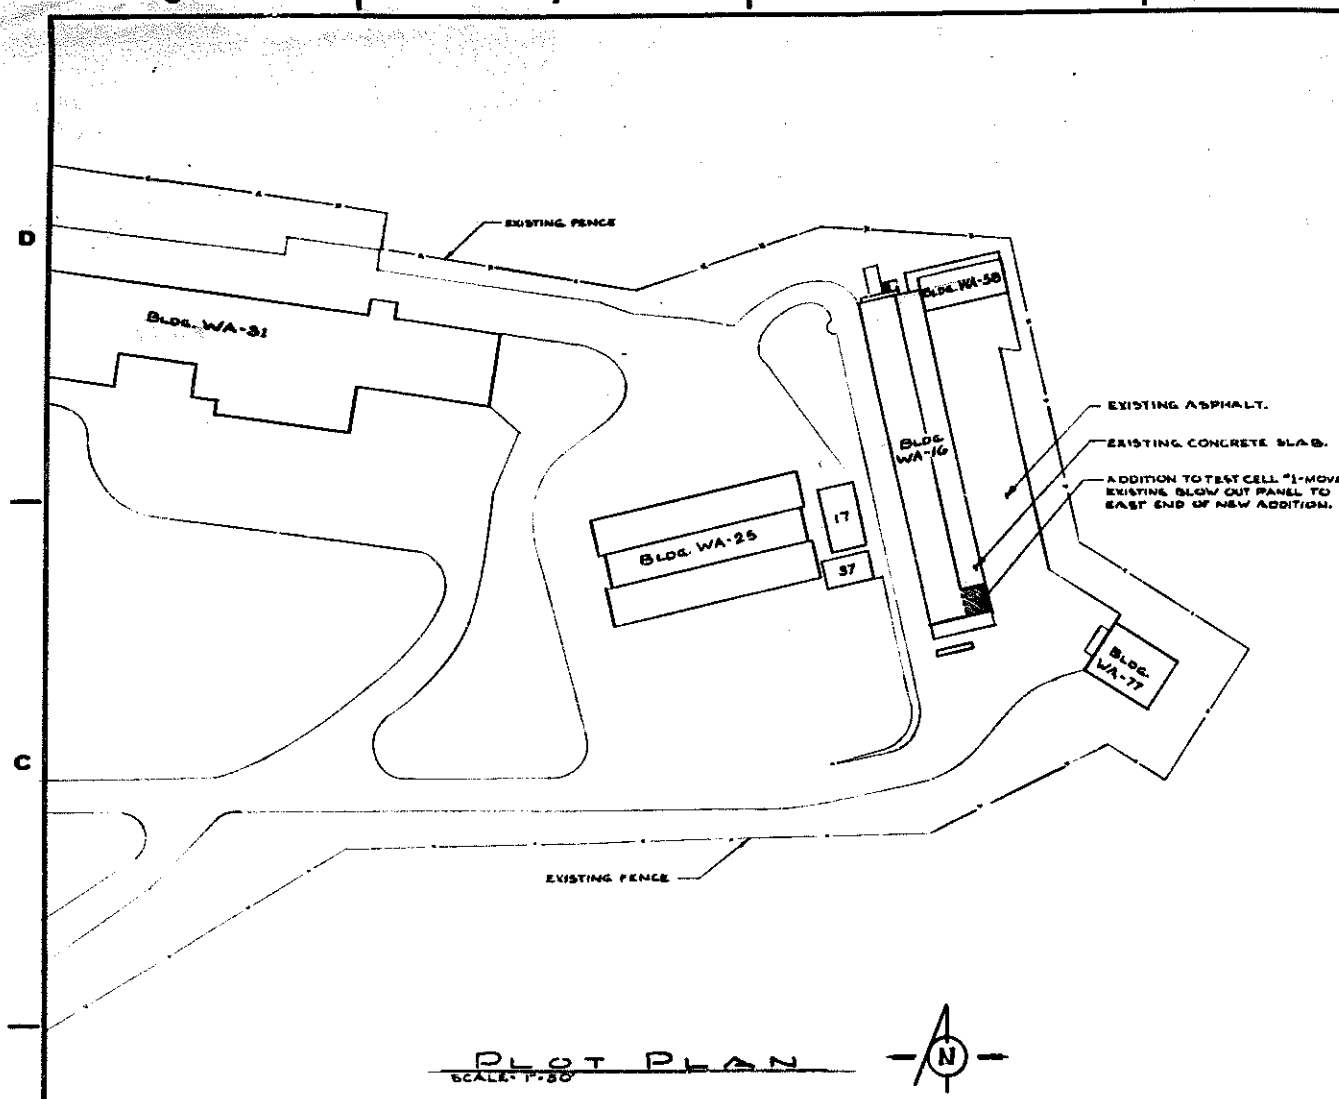 D
EXISTING FENCE
BLDG. WA-58
BLDG. WA-31
EXISTING ASPHALT.
EXISTING CONCRETE SLAB.
BLDG
WA-16
ADDITION TO TEST CELL #1-MOVE
EXISTING BLOW OUT PANEL TO
EAST END OF NEW ADDITION.
17
BLDG. WA-25
37
BLDG.
WA-77
C
EXISTING FENCE
PLOT PLAN
N
SCALE-